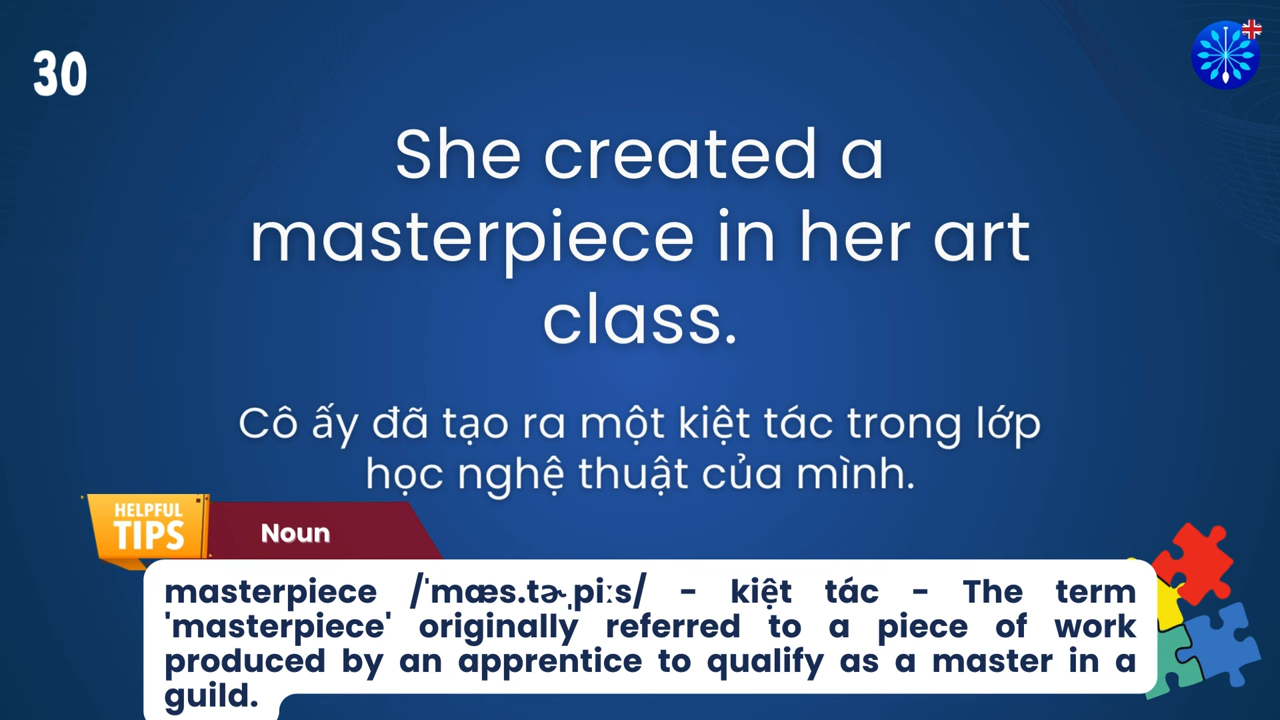 30
She created a
masterpiece in her art
class.
Cô ấy đã tạo ra một kiệt tác trong lớp
học nghệ thuật của mình.
HELPFUL
TIPS
Noun
masterpiece /ˈmæs.tɚˌpiːs/ - kiệt tác - The term
'masterpiece' originally referred to a piece of work
produced by an apprentice to qualify as a master in a
guild.